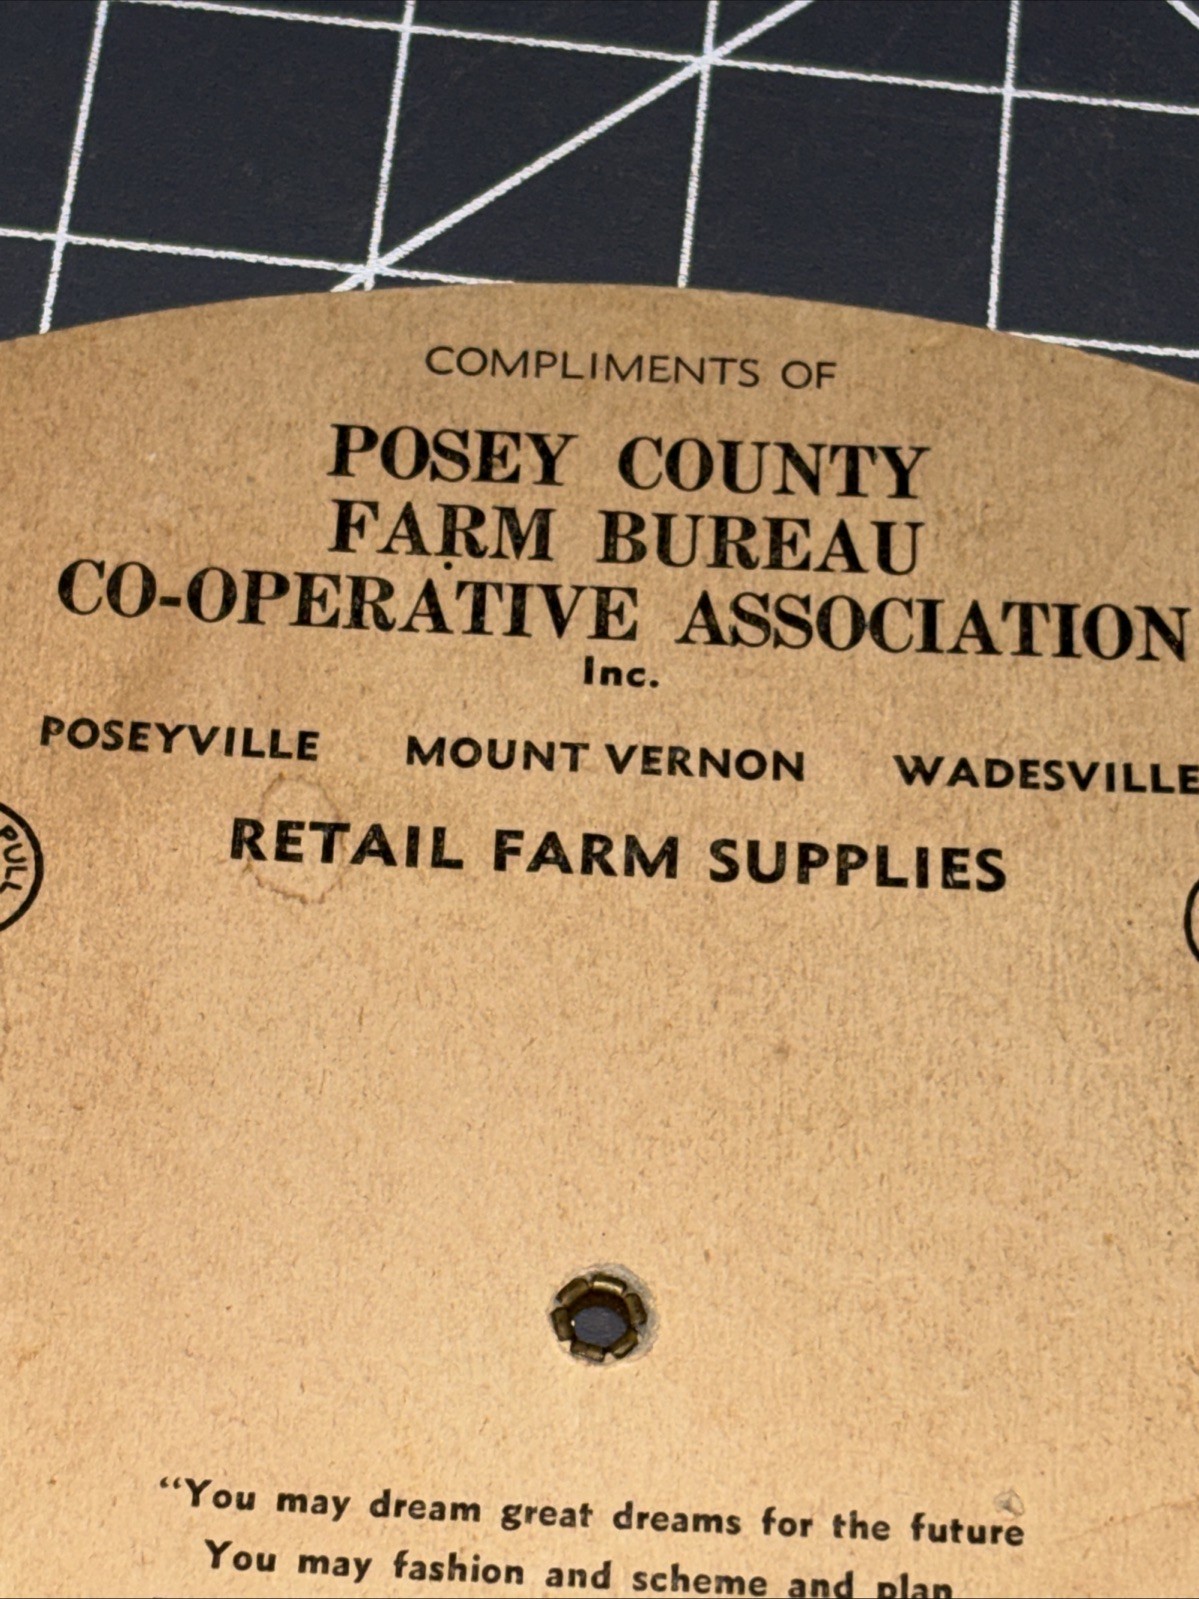 COMPLIMENTS OF
POSEY COUNTY
FARM BUREAU
CO-OPERATIVE ASSOCIATION
Inc.
POSEYVILLE MOUNT VERNON WADESVILLE
PULL
RETAIL FARM SUPPLIES
“You may dream great dreams for the future
You may fashion and scheme and plan